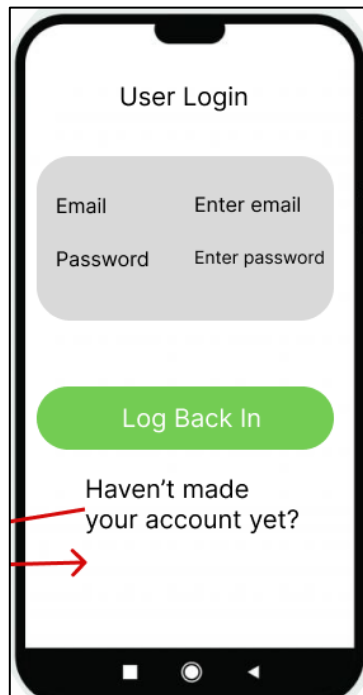 User Login
Email Enter email
Password Enter password
Log Back In
Haven’t made
your account yet?